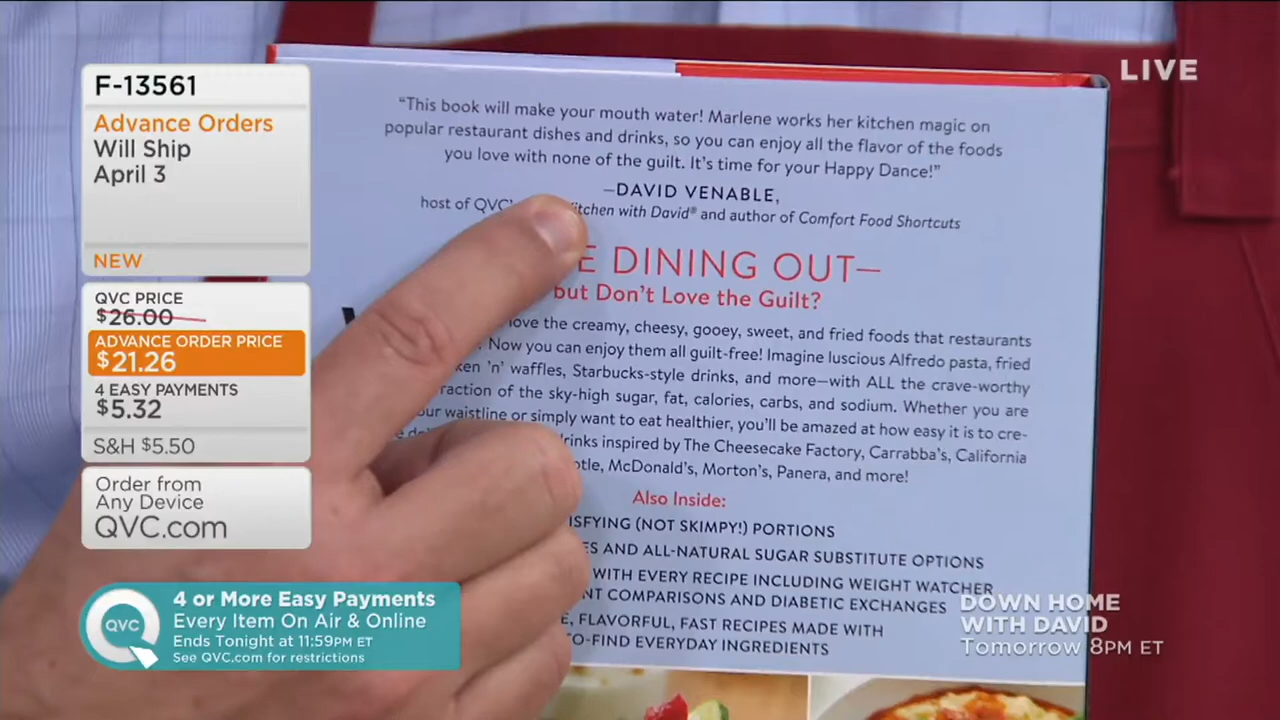 F-13561
Advance Orders
Will Ship
April 3
NEW
QVC PRICE
$26.00
ADVANCE ORDER PRICE
$21.26
4 EASY PAYMENTS
$5.32
S&H $5.50
Order from
Any Device
QVC.com
QVC
4 or More Easy Payments
Every Item On Air & Online
Ends Tonight at 11:59PM ET
See QVC.com for restrictions
LIVE
“This book will make your mouth water! Marlene works her kitchen magic on
popular restaurant dishes and drinks, so you can enjoy all the flavor of the foods
you love with none of the guilt. It’s time for your Happy Dance!”
—DAVID VENABLE,
host of QVC’s itchen with David® and author of Comfort Food Shortcuts
E DINING OUT—
but Don’t Love the Guilt?
love the creamy, cheesy, gooey, sweet, and fried foods that restaurants
. Now you can enjoy them all guilt-free! Imagine luscious Alfredo pasta, fried
ken ’n’ waffles, Starbucks-style drinks, and more—with ALL the crave-worthy
raction of the sky-high sugar, fat, calories, carbs, and sodium. Whether you are
our waistline or simply want to eat healthier, you’ll be amazed at how easy it is to cre-
drinks inspired by The Cheesecake Factory, Carrabba’s, California
otle, McDonald’s, Morton’s, Panera, and more!
Also Inside:
ISFYING (NOT SKIMPY!) PORTIONS
ES AND ALL-NATURAL SUGAR SUBSTITUTE OPTIONS
WITH EVERY RECIPE INCLUDING WEIGHT WATCHER
NT COMPARISONS AND DIABETIC EXCHANGES
E, FLAVORFUL, FAST RECIPES MADE WITH
O-FIND EVERYDAY INGREDIENTS
DOWN HOME
WITH DAVID
Tomorrow 8PM ET